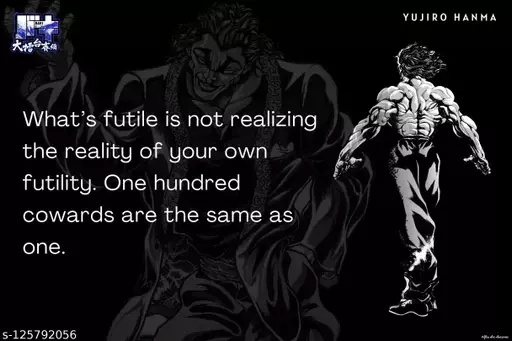 YUJIRO HANMA
What's futile is not realizing
the reality of your own
futility. One hundred
cowards are the same as
one.
s-125792056